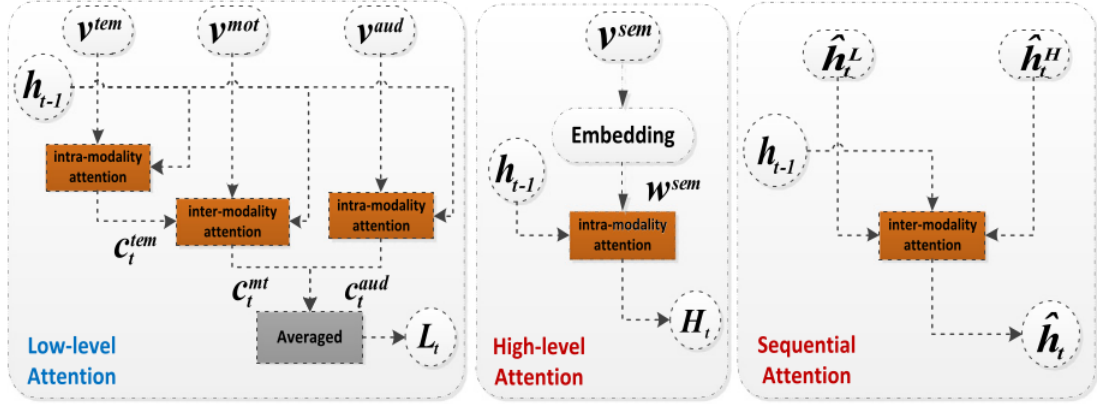 v^tem
v^mot
v^aud
h_t-1
intra-modality
attention
inter-modality
attention
intra-modality
attention
c_t^tem
c_t^mt
c_t^aud
Averaged
L_t
Low-level
Attention
v^sem
Embedding
h_t-1
w^sem
intra-modality
attention
H_t
High-level
Attention
ĥ_t^L
ĥ_t^H
h_t-1
inter-modality
attention
ĥ_t
Sequential
Attention